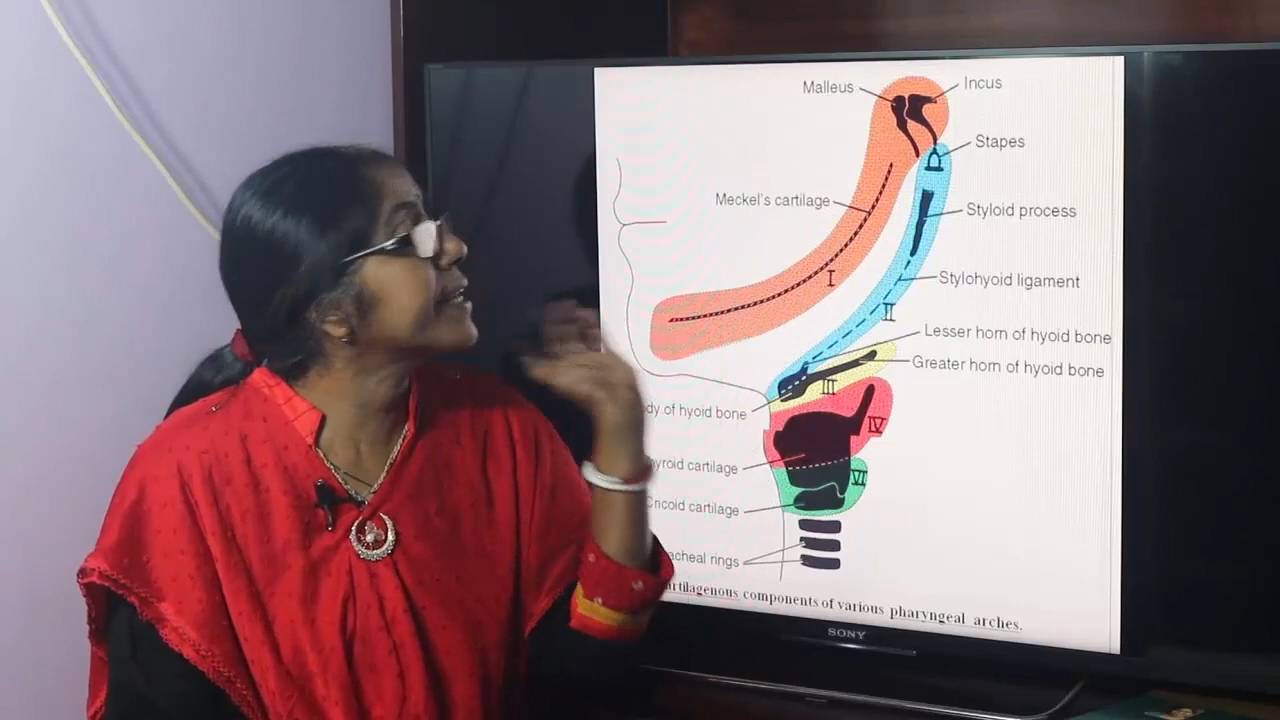 Malleus
Incus
Stapes
Meckel's cartilage
Styloid process
I
Stylohyoid ligament
II
Lesser horn of hyoid bone
Greater horn of hyoid bone
III
dy of hyoid bone
IV
yroid cartilage
VI
Cricoid cartilage
acheal rings
artilagenous components of various pharyngeal arches.
SONY